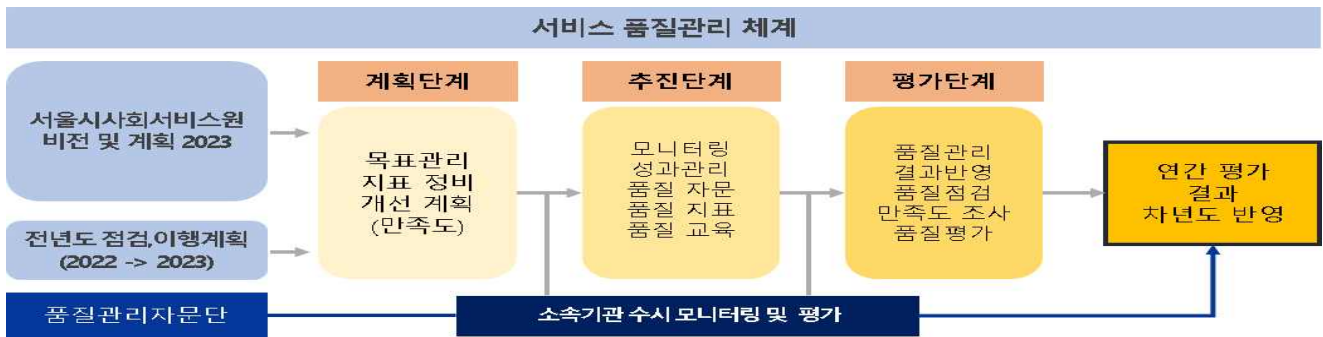 서비스 품질관리 체계
서울시사회서비스원
비전 및 계획 2023
전년도 점검,이행계획
(2022 -> 2023)
품질관리자문단
계획단계
목표관리
지표 정비
개선 계획
(만족도)
추진단계
모니터링
성과관리
품질 자문
품질 지표
품질 교육
평가단계
품질관리
결과반영
품질점검
만족도 조사
품질평가
소속기관 수시 모니터링 및 평가
연간 평가
결과
차년도 반영